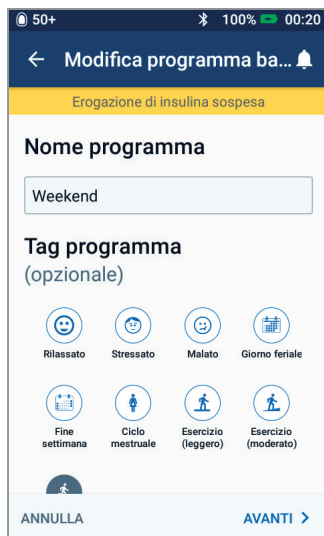 50+ 100% 00:20
Modifica programma ba...
Erogazione di insulina sospesa
Nome programma
Weekend
Tag programma
(opzionale)
Rilassato Stressato Malato Giorno feriale
Fine settimana Ciclo mestruale Esercizio (leggero) Esercizio (moderato)
ANNULLA AVANTI